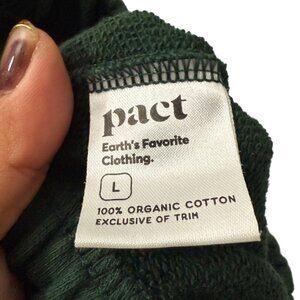 pact
Earth's Favorite
Clothing.
L
100% ORGANIC COTTON
EXCLUSIVE OF TRIM